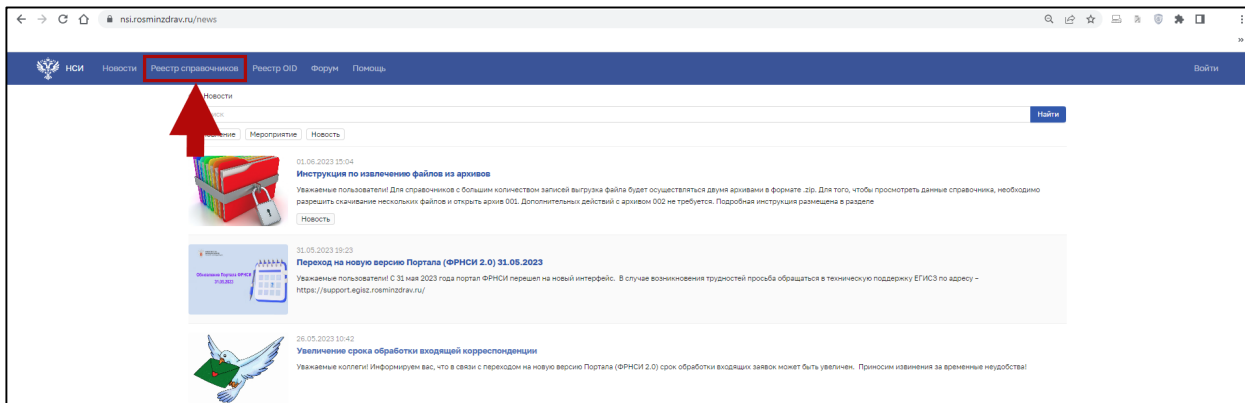 nsi.rosminzdrav.ru/news
НСИ Новости Реестр справочников Реестр OID Форум Помощь Войти
Новости
Найти
Мероприятие Новость
01.06.2023 15:04
Инструкция по извлечению файлов из архивов
Уважаемые пользователи! Для справочников с большим количеством записей выгрузка файла будет осуществляться двумя архивами в формате .zip. Для того, чтобы просмотреть данные справочника, необходимо
разрешить скачивание нескольких файлов и открыть архив 001. Дополнительных действий с архивом 002 не требуется. Подробная инструкция размещена в разделе
Новость
31.05.2023 19:23
Обновление Портала ФРНСИ
31.05.2023
Переход на новую версию Портала (ФРНСИ 2.0) 31.05.2023
Уважаемые пользователи! С 31 мая 2023 года портал ФРНСИ перешел на новый интерфейс. В случае возникновения трудностей просьба обращаться в техническую поддержку ЕГИСЗ по адресу –
https://support.egisz.rosminzdrav.ru/
26.05.2023 10:42
Увеличение срока обработки входящей корреспонденции
Уважаемые коллеги! Информируем вас, что в связи с переходом на новую версию Портала (ФРНСИ 2.0) срок обработки входящих заявок может быть увеличен. Приносим извинения за временные неудобства!